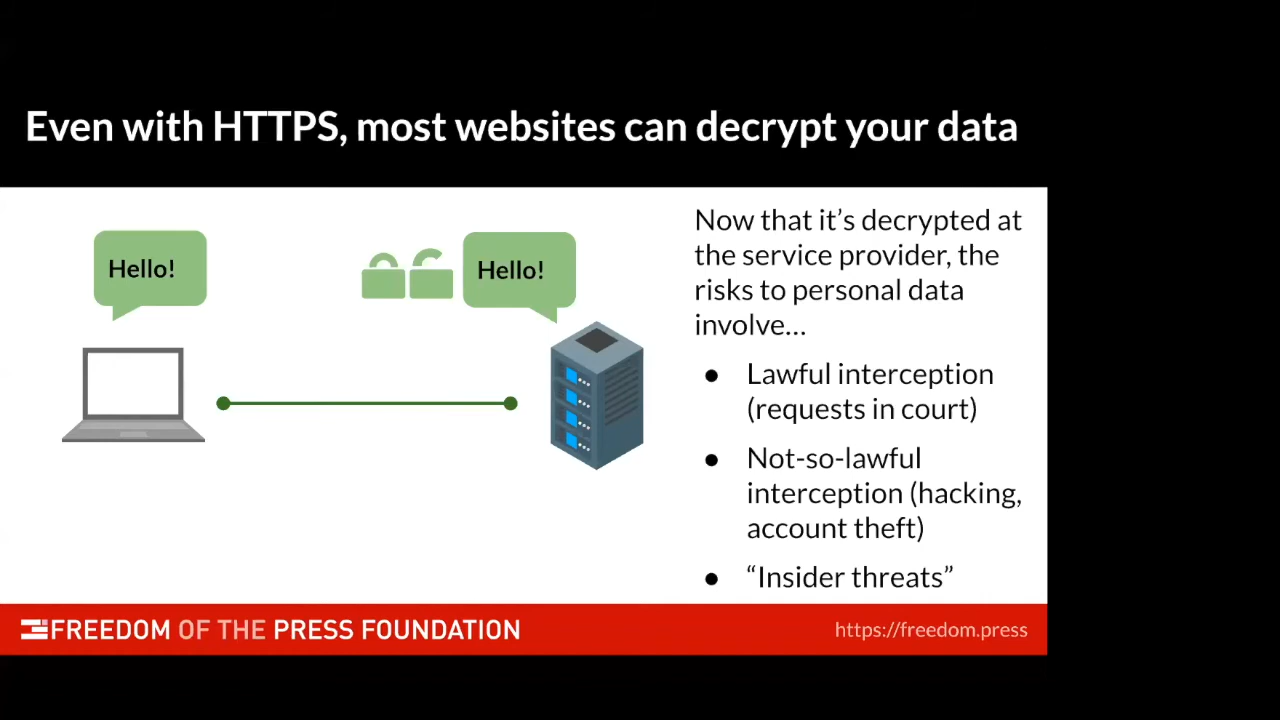 Even with HTTPS, most websites can decrypt your data
Hello!
Hello!
Now that it’s decrypted at
the service provider, the
risks to personal data
involve...
● Lawful interception
(requests in court)
● Not-so-lawful
interception (hacking,
account theft)
● “Insider threats”
FREEDOM OF THE PRESS FOUNDATION
https://freedom.press